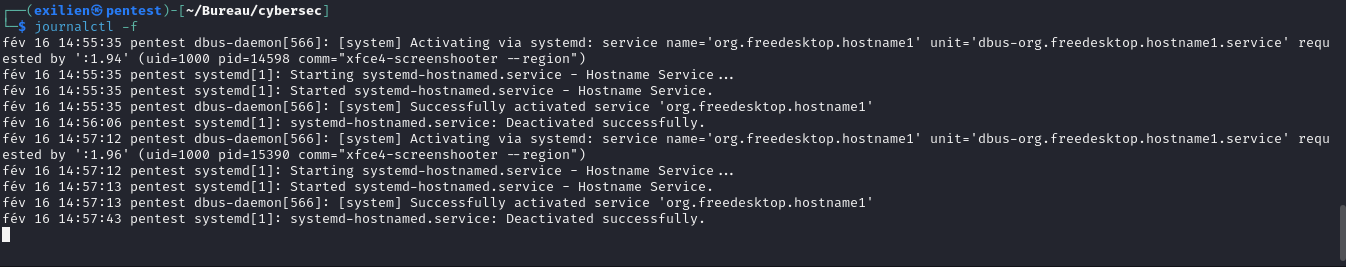 ┌──(exilien㉿pentest)-[~/Bureau/cybersec]
└─$ journalctl -f
fév 16 14:55:35 pentest dbus-daemon[566]: [system] Activating via systemd: service name='org.freedesktop.hostname1' unit='dbus-org.freedesktop.hostname1.service' requ
ested by ':1.94' (uid=1000 pid=14598 comm="xfce4-screenshooter --region")
fév 16 14:55:35 pentest systemd[1]: Starting systemd-hostnamed.service - Hostname Service...
fév 16 14:55:35 pentest systemd[1]: Started systemd-hostnamed.service - Hostname Service.
fév 16 14:55:35 pentest dbus-daemon[566]: [system] Successfully activated service 'org.freedesktop.hostname1'
fév 16 14:56:06 pentest systemd[1]: systemd-hostnamed.service: Deactivated successfully.
fév 16 14:57:12 pentest dbus-daemon[566]: [system] Activating via systemd: service name='org.freedesktop.hostname1' unit='dbus-org.freedesktop.hostname1.service' requ
ested by ':1.96' (uid=1000 pid=15390 comm="xfce4-screenshooter --region")
fév 16 14:57:12 pentest systemd[1]: Starting systemd-hostnamed.service - Hostname Service...
fév 16 14:57:13 pentest systemd[1]: Started systemd-hostnamed.service - Hostname Service.
fév 16 14:57:13 pentest dbus-daemon[566]: [system] Successfully activated service 'org.freedesktop.hostname1'
fév 16 14:57:43 pentest systemd[1]: systemd-hostnamed.service: Deactivated successfully.